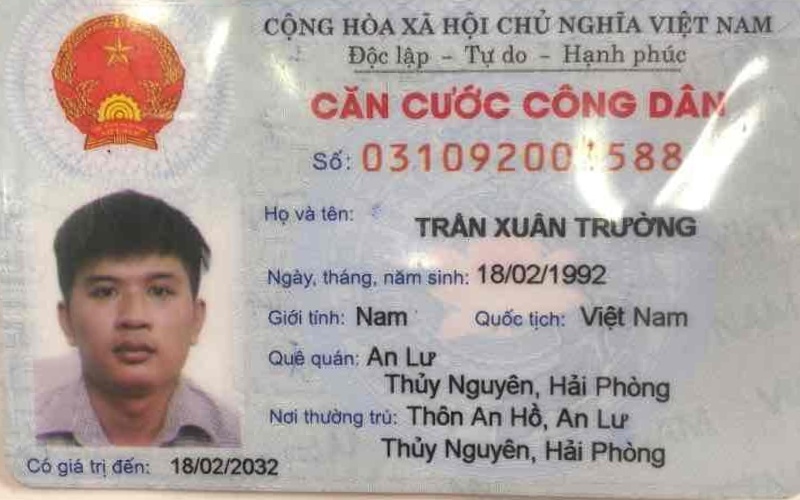 CỘNG HÒA XÃ HỘI CHỦ NGHĨA VIỆT NAM
Độc lập - Tự do - Hạnh phúc
CĂN CƯỚC CÔNG DÂN
Số:
Họ và tên: TRẦN XUÂN TRƯỜNG
Ngày, tháng, năm sinh: 18/02/1992
Giới tính: Nam Quốc tịch: Việt Nam
Quê quán: An Lư
Thủy Nguyên, Hải Phòng
Nơi thường trú: Thôn An Hồ, An Lư
Thủy Nguyên, Hải Phòng
Có giá trị đến: 18/02/2032